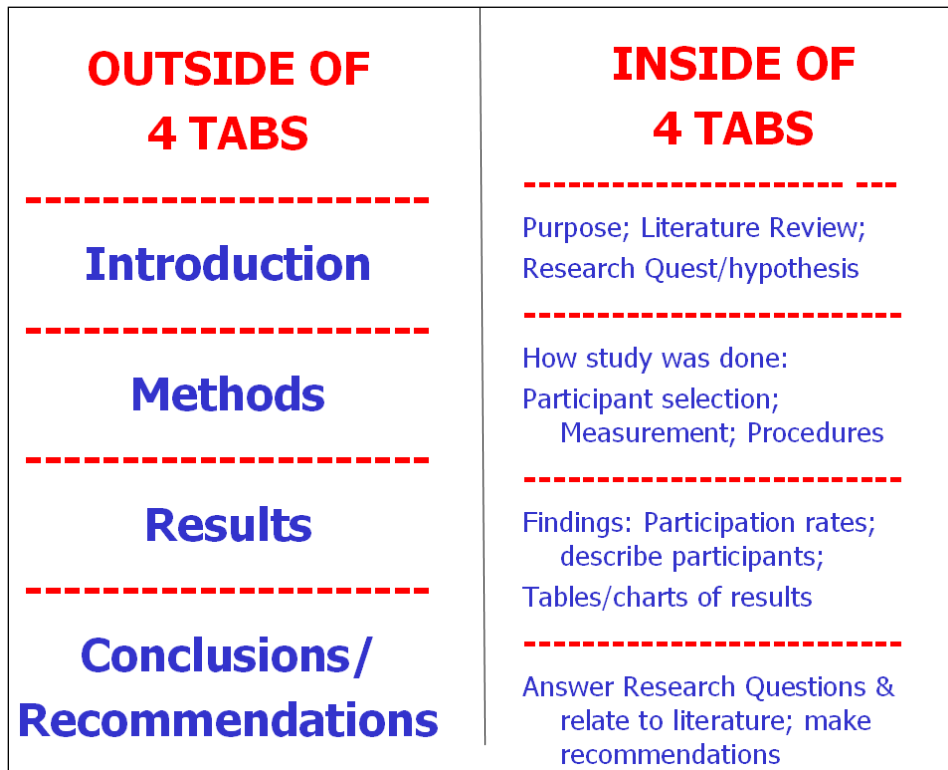 OUTSIDE OF
4 TABS
Introduction
Methods
Results
Conclusions/
Recommendations
INSIDE OF
4 TABS
Purpose; Literature Review;
Research Quest/hypothesis
How study was done:
Participant selection;
Measurement; Procedures
Findings: Participation rates;
describe participants;
Tables/charts of results
Answer Research Questions &
relate to literature; make
recommendations